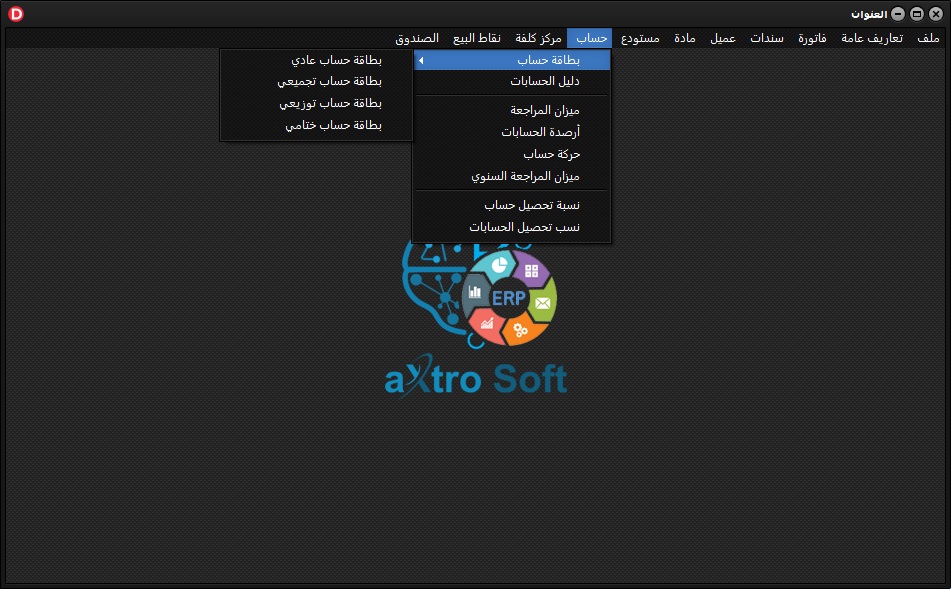 D
العنوات
ملف تعاريف عامة فاتورة سندات عميل مادة مستودع حساب مركز كلفة نقاط البيع الصندوق
بطاقة حساب
دليل الحسابات
ميزان المراجعة
أرصدة الحسابات
حركة حساب
ميزان المراجعة السنوي
نسبة تحصيل حساب
نسب تحصيل الحسابات
بطاقة حساب عادي
بطاقة حساب تجميعي
بطاقة حساب توزيعي
بطاقة حساب ختامي
ERP
aXtro Soft